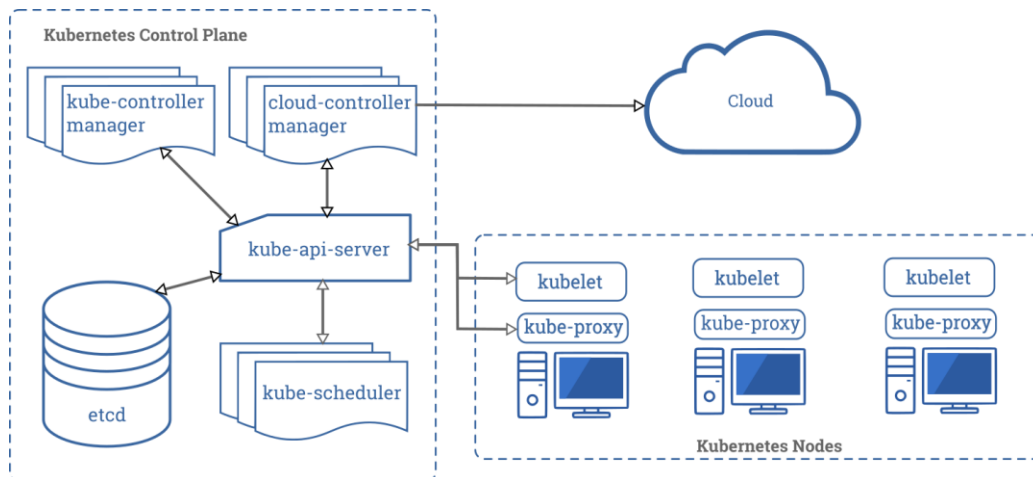 Kubernetes Control Plane
kube-controller
manager
cloud-controller
manager
Cloud
kube-api-server
kubelet
kubelet
kubelet
kube-proxy
kube-proxy
kube-proxy
etcd
kube-scheduler
Kubernetes Nodes